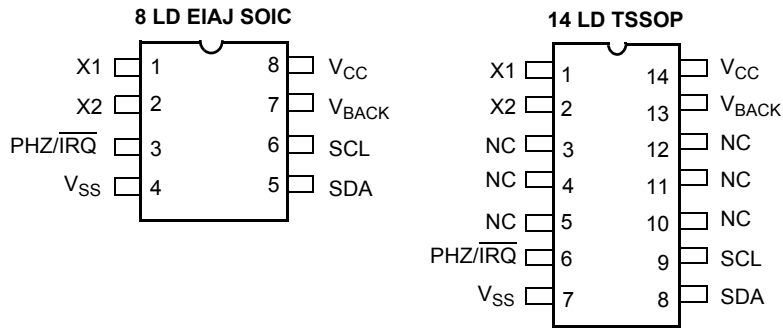 8 LD EIAJ SOIC
X1 1 8 VCC
X2 2 7 VBACK
PHZ/IRQ 3 6 SCL
VSS 4 5 SDA
14 LD TSSOP
X1 1 14 VCC
X2 2 13 VBACK
NC 3 12 NC
NC 4 11 NC
NC 5 10 NC
PHZ/IRQ 6 9 SCL
VSS 7 8 SDA